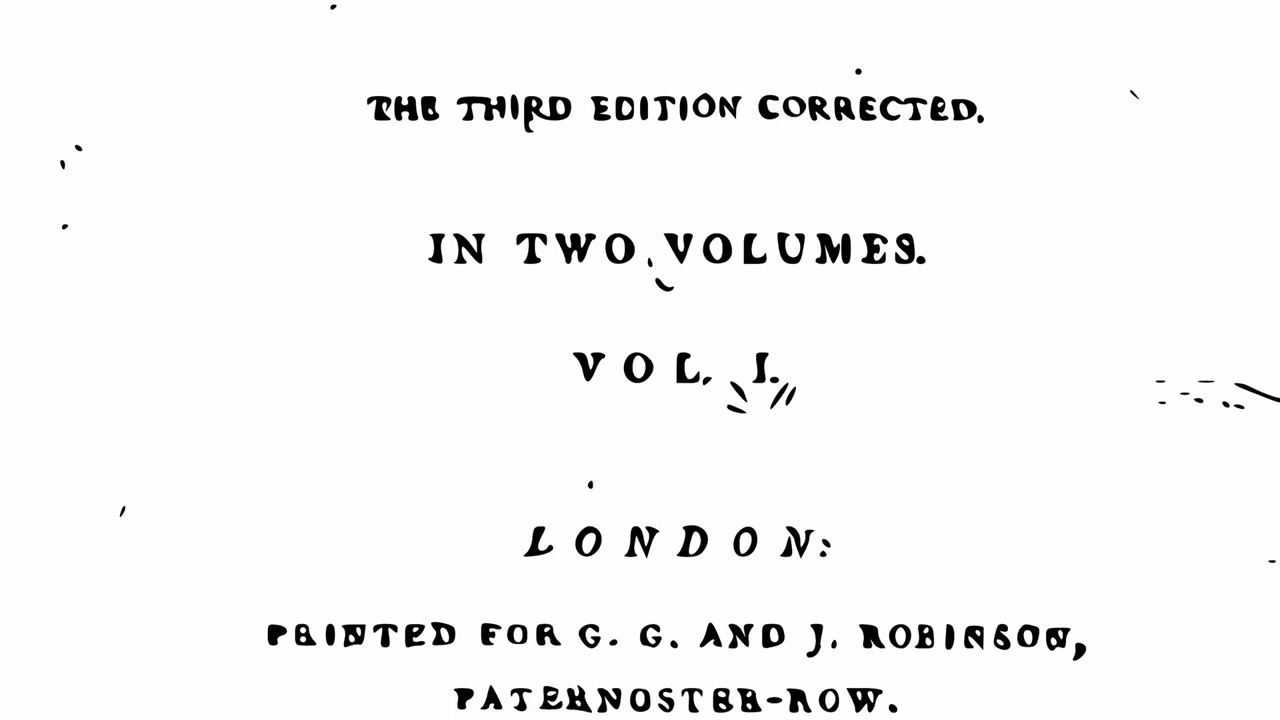 THE THIRD EDITION CORRECTED.
IN TWO VOLUMES.
VOL. I.
LONDON:
PRINTED FOR G. G. AND J. ROBINSON,
PATERNOSTER-ROW.